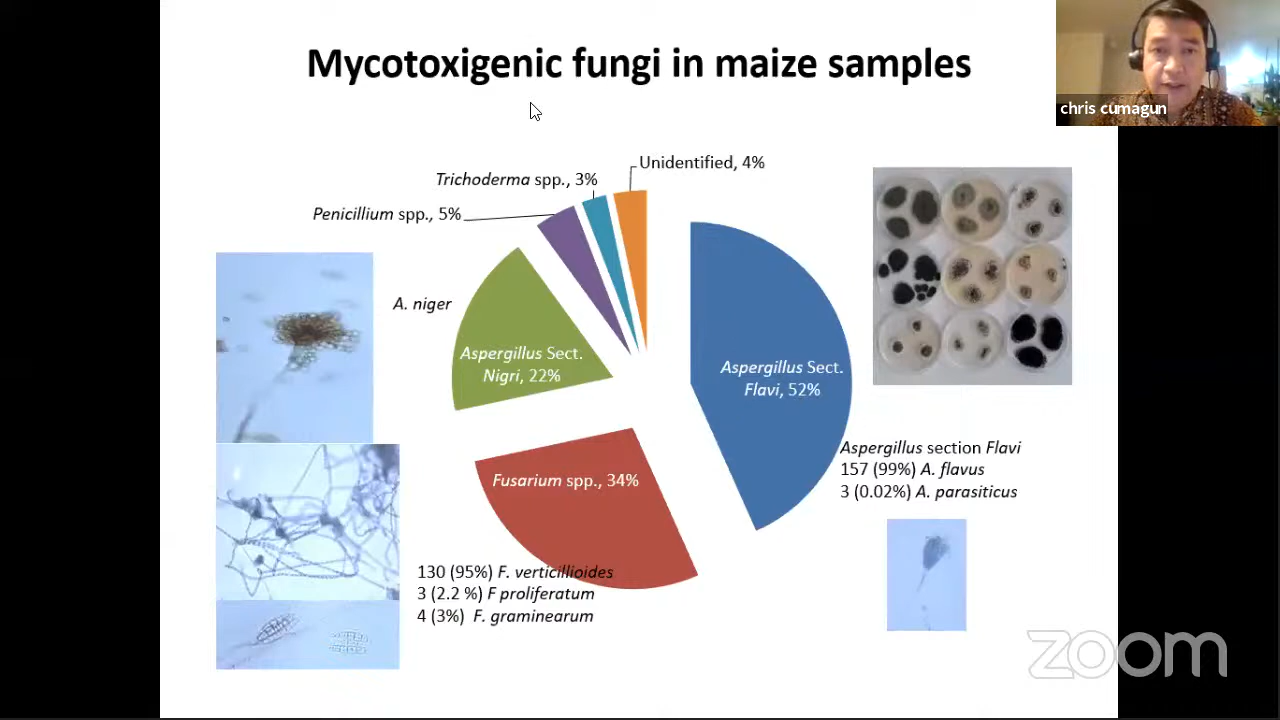 Mycotoxigenic fungi in maize samples
chris cumagun
Unidentified, 4%
Trichoderma spp., 3%
Penicillium spp., 5%
A. niger
Aspergillus Sect.
Nigri, 22%
Aspergillus Sect.
Flavi, 52%
Fusarium spp., 34%
Aspergillus section Flavi
157 (99%) A. flavus
3 (0.02%) A. parasiticus
130 (95%) F. verticillioides
3 (2.2 %) F proliferatum
4 (3%) F. graminearum
zoom